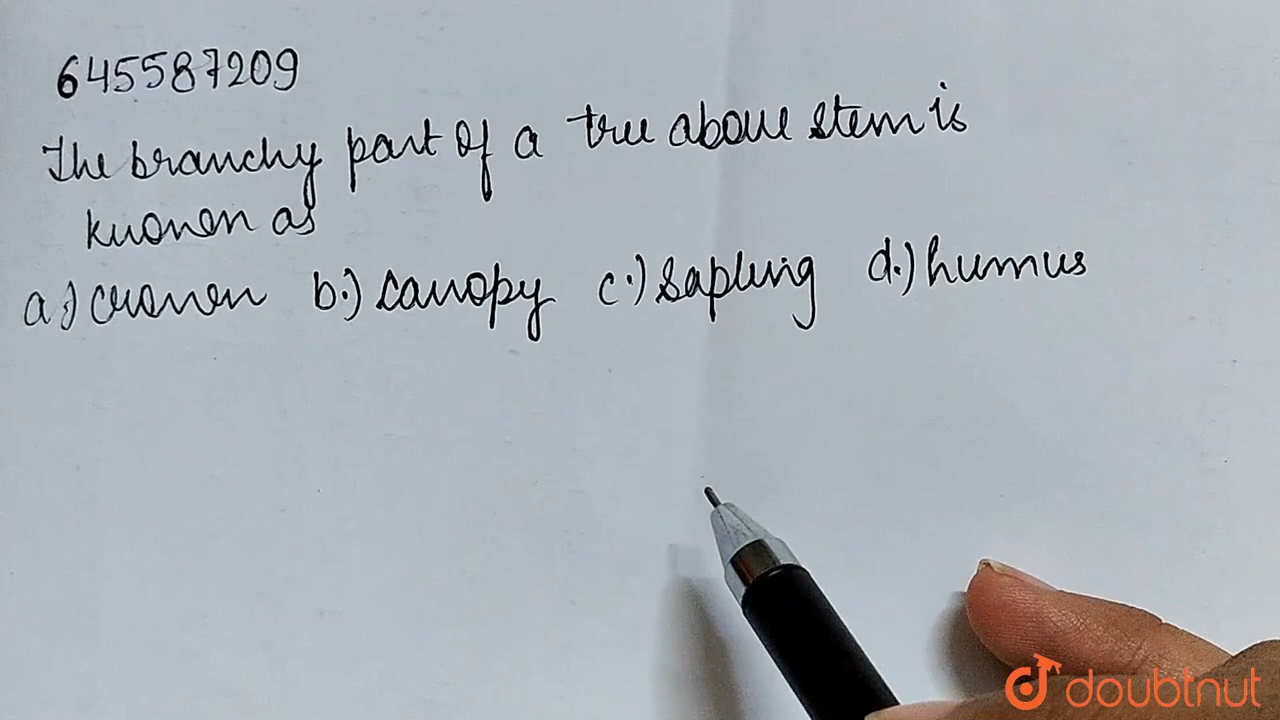 645587209
The branchy part of a tree above stem is
known as
a.) crown b.) canopy c.) sapling d.) humus
doubtnut